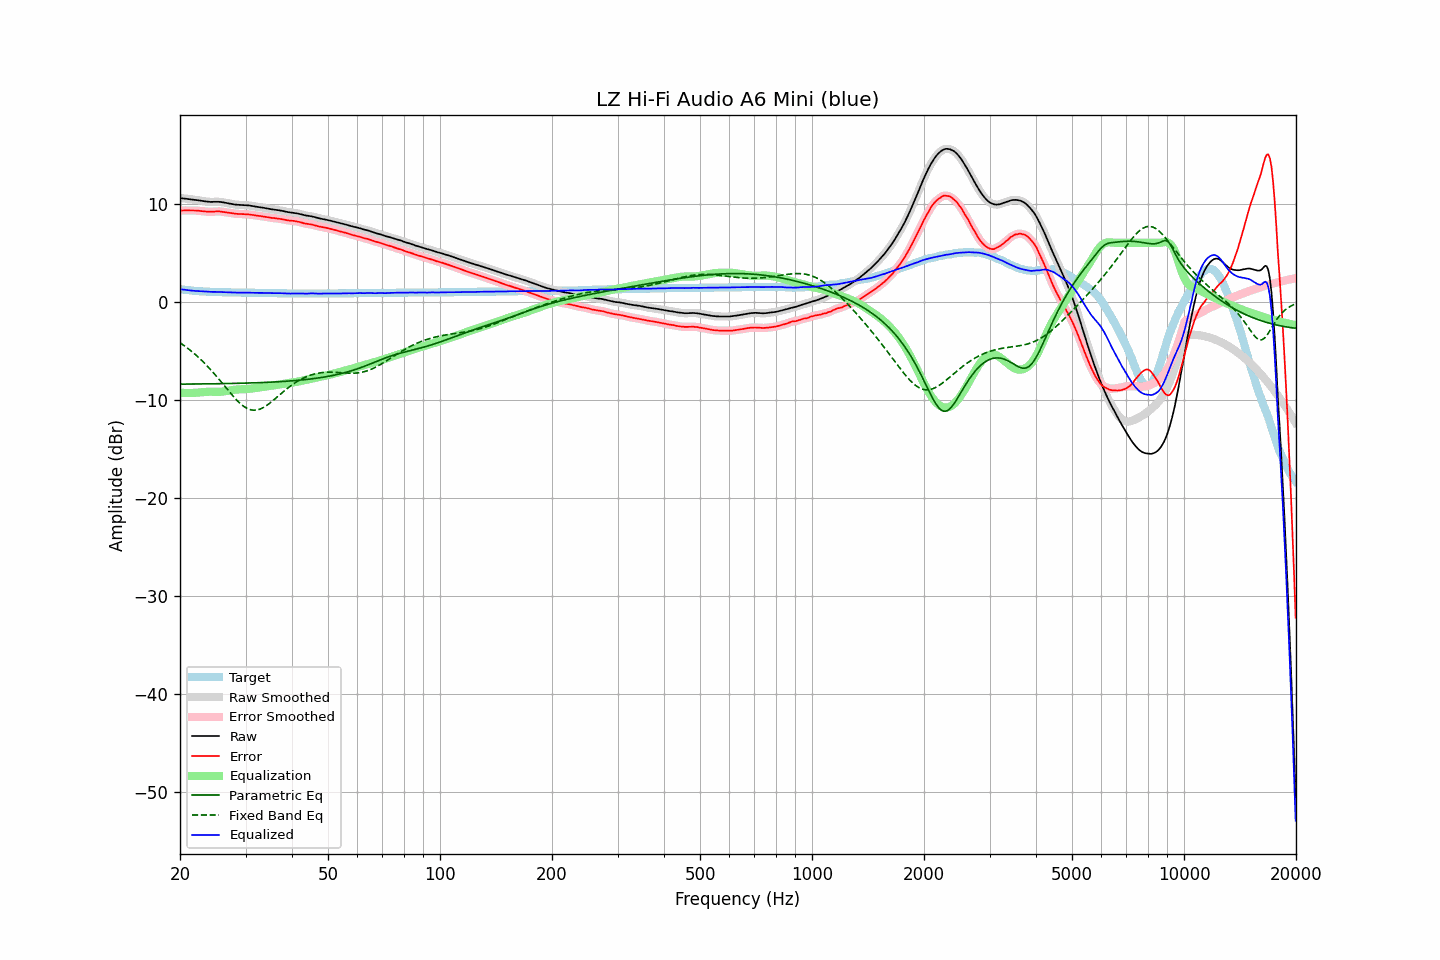 LZ Hi-Fi Audio A6 Mini (blue)
Amplitude (dBr)
10
0
−10
−20
−30
−40
−50
Target
Raw Smoothed
Error Smoothed
Raw
Error
Equalization
Parametric Eq
Fixed Band Eq
Equalized
20 50 100 200 500 1000 2000 5000 10000 20000
Frequency (Hz)